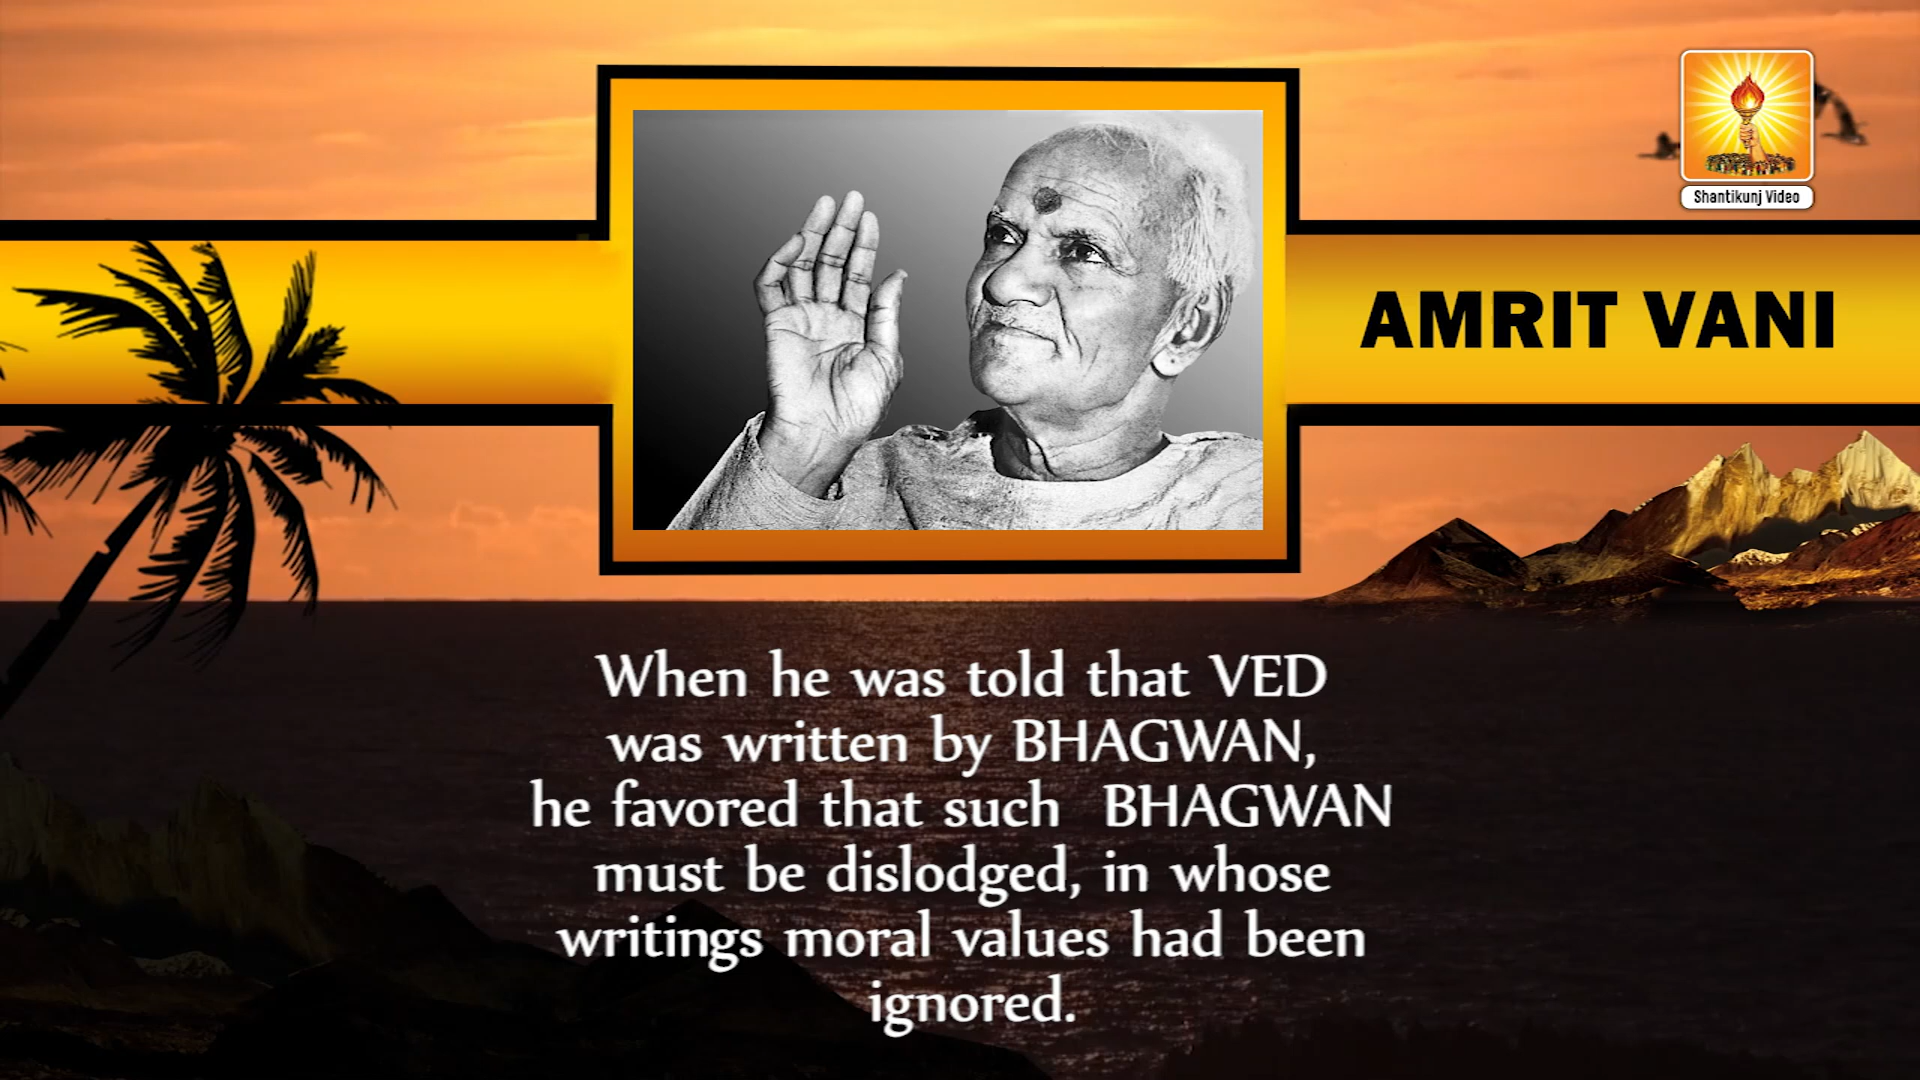 Shantikunj Video
AMRIT VANI
When he was told that VED
was written by BHAGWAN,
he favored that such BHAGWAN
must be dislodged, in whose
writings moral values had been
ignored.